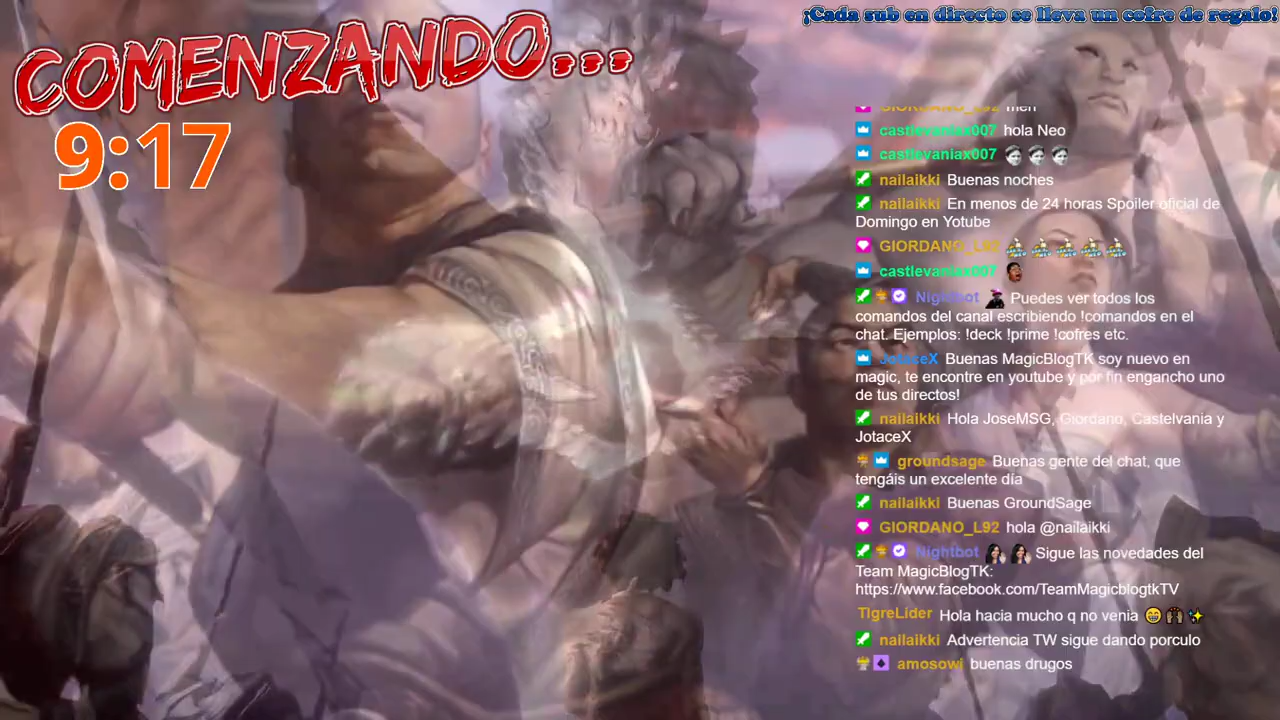 ¡Cada sub en directo se lleva un cofre de regalo!
COMENZANDO...
9:17
GIORDANO_L92 men
castlevaniax007 hola Neo
castlevaniax007
nailaikki Buenas noches
nailaikki En menos de 24 horas Spoiler oficial de
Domingo en Yotube
GIORDANO_L92
castlevaniax007
Nightbot Puedes ver todos los
comandos del canal escribiendo !comandos en el
chat. Ejemplos: !deck !prime !cofres etc.
JotaceX Buenas MagicBlogTK soy nuevo en
magic, te encontre en youtube y por fin engancho uno
de tus directos!
nailaikki Hola JoseMSG, Giordano, Castelvania y
JotaceX
groundsage Buenas gente del chat, que
tengáis un excelente día
nailaikki Buenas GroundSage
GIORDANO_L92 hola @nailaikki
Nightbot Sigue las novedades del
Team MagicBlogTK:
https://www.facebook.com/TeamMagicblogtkTV
TIgreLider Hola hacia mucho q no venia
nailaikki Advertencia TW sigue dando porculo
amosowi buenas drugos